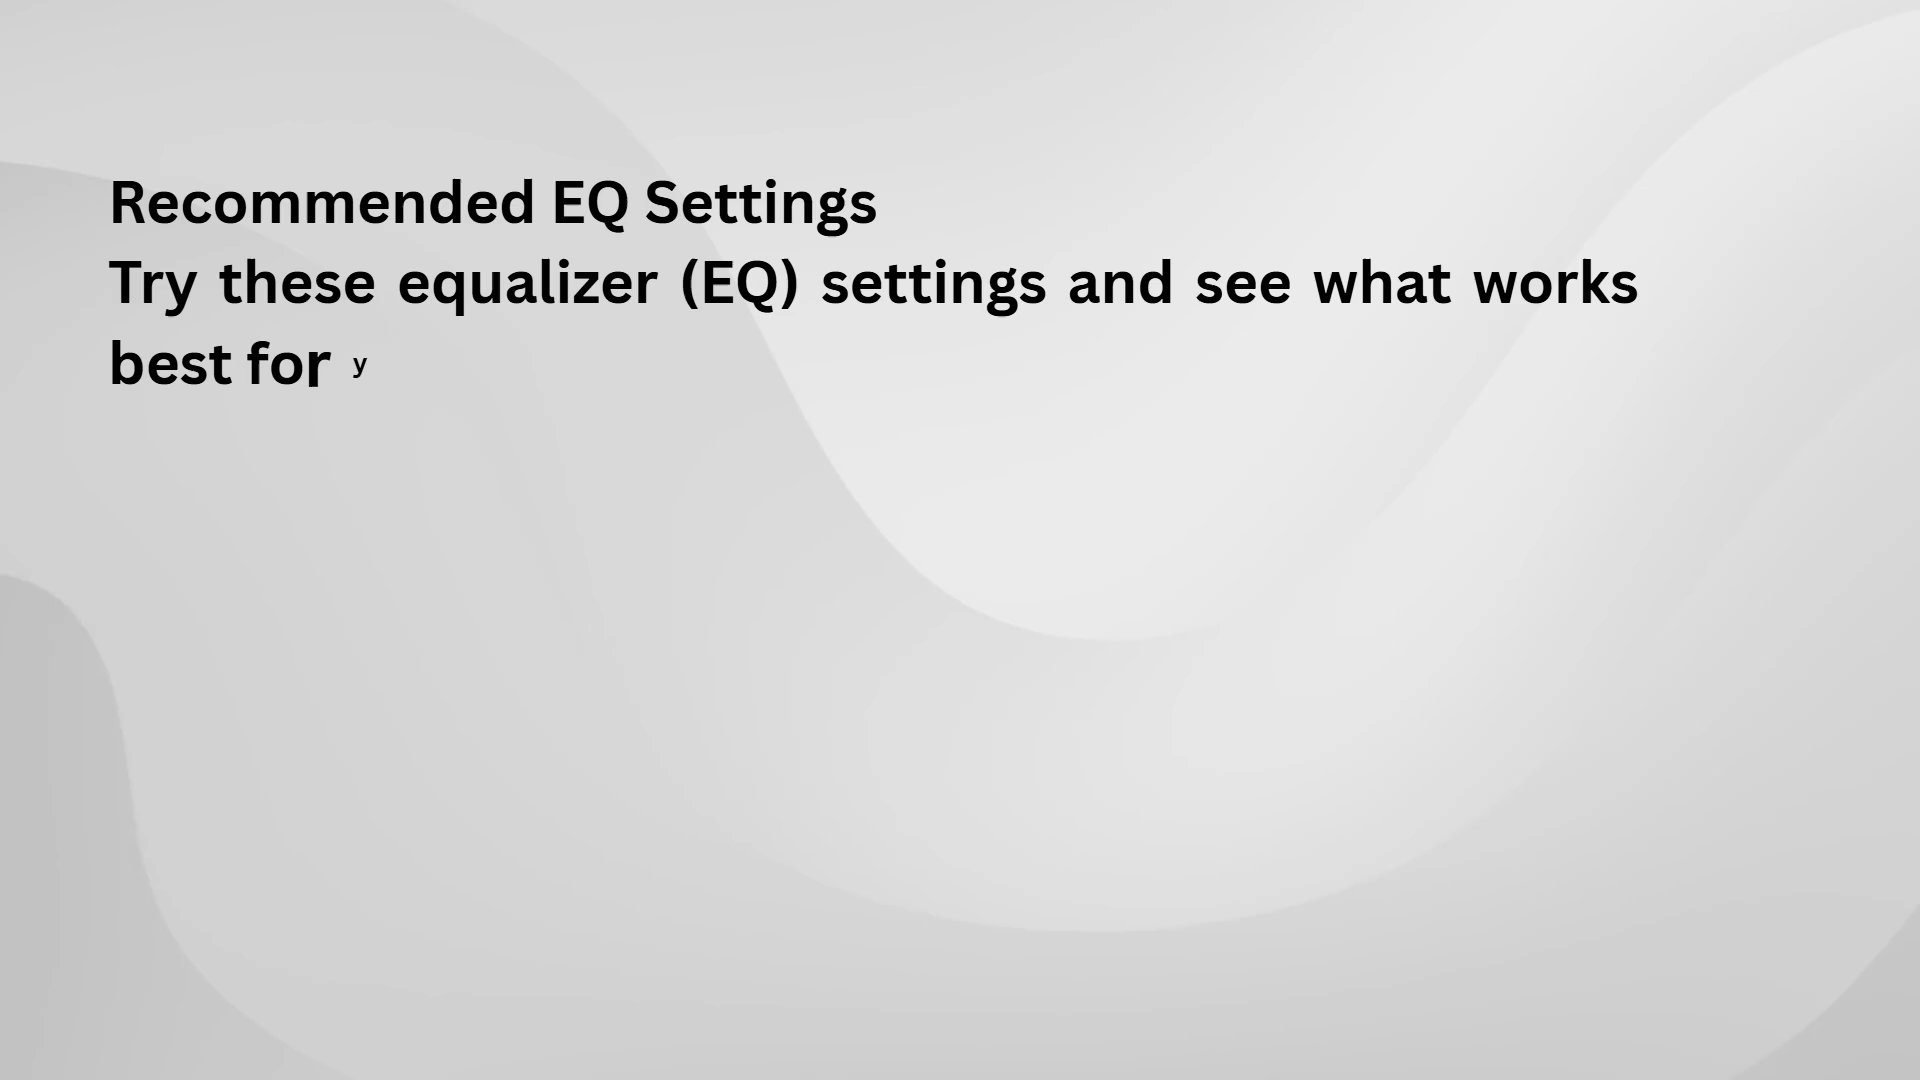 Recommended EQ Settings
Try these equalizer (EQ) settings and see what works
best for y